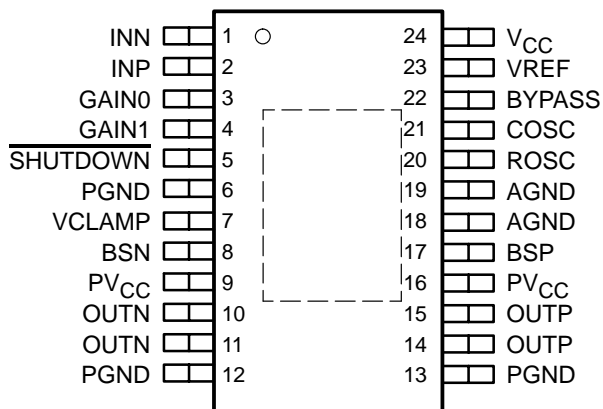 INN 1 24 VCC
INP 2 23 VREF
GAIN0 3 22 BYPASS
GAIN1 4 21 COSC
SHUTDOWN 5 20 ROSC
PGND 6 19 AGND
VCLAMP 7 18 AGND
BSN 8 17 BSP
PVCC 9 16 PVCC
OUTN 10 15 OUTP
OUTN 11 14 OUTP
PGND 12 13 PGND